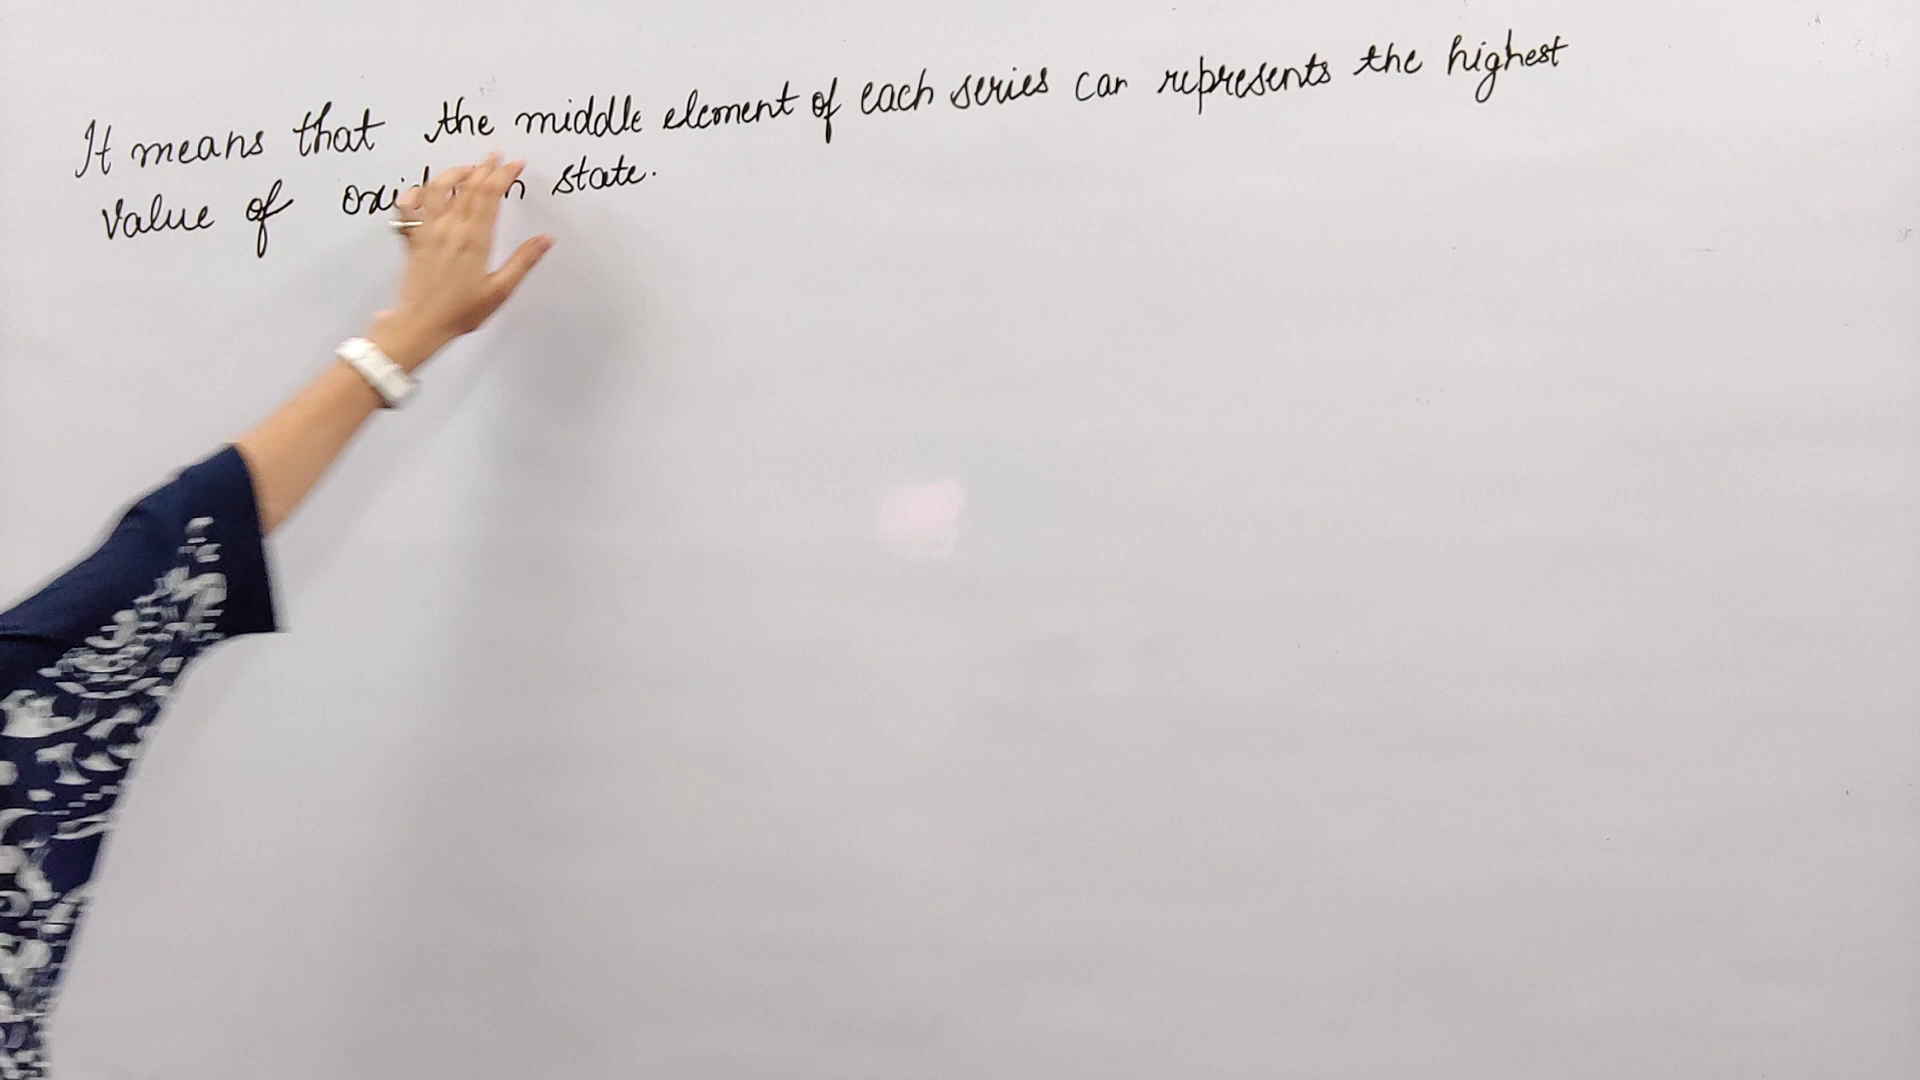 It means that the middle element of each series can represents the highest
value of state.